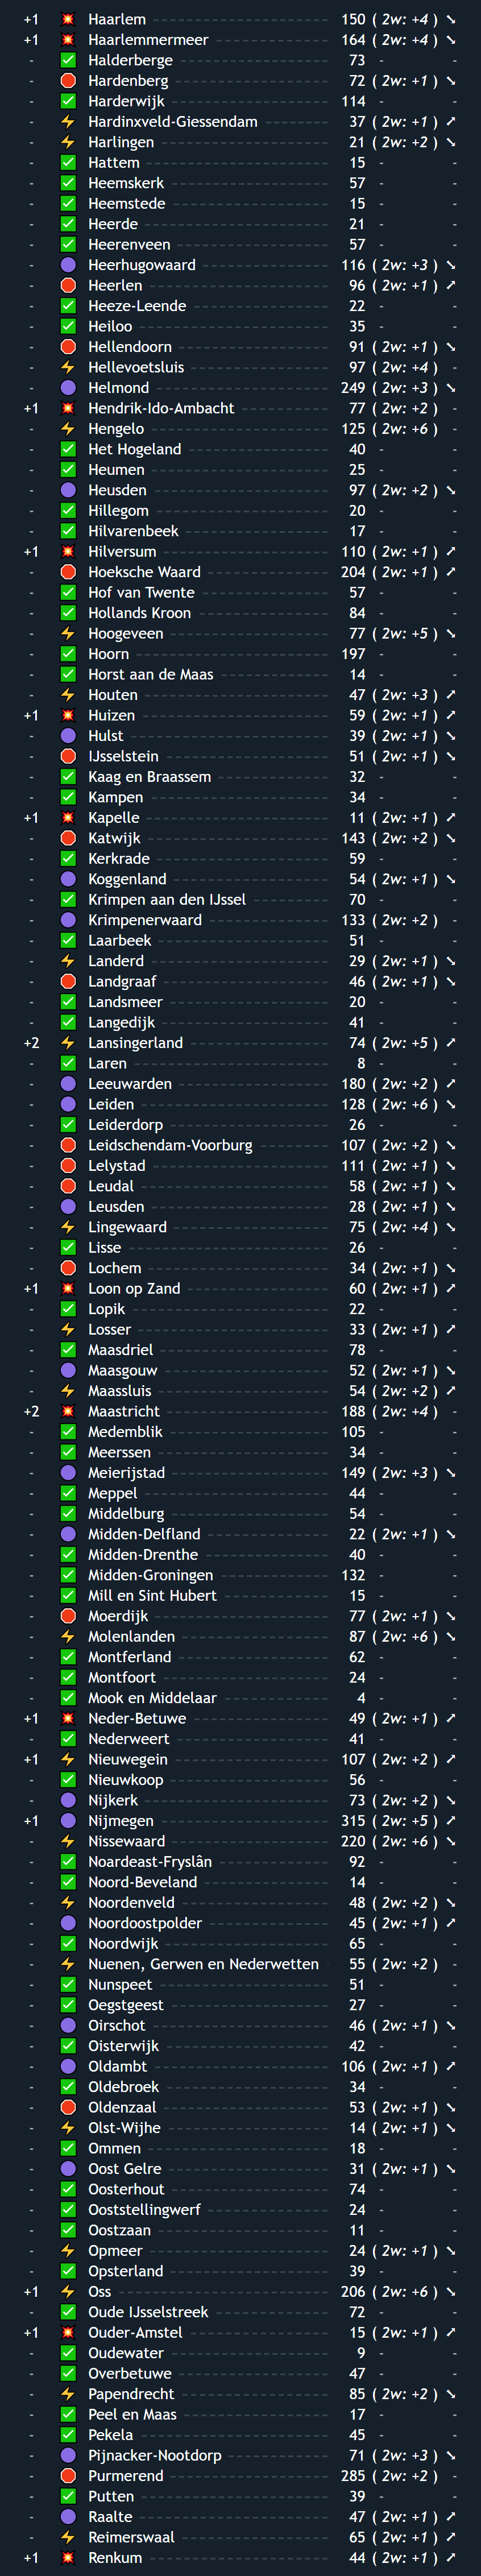 +1 💥 Haarlem 150 ( 2w: +4 ) ➘
+1 💥 Haarlemmermeer 164 ( 2w: +4 ) ➘
- ✅ Halderberge 73 - -
- 🛑 Hardenberg 72 ( 2w: +1 ) ➘
- ✅ Harderwijk 114 - -
- ⚡ Hardinxveld-Giessendam 37 ( 2w: +1 ) ➚
- ⚡ Harlingen 21 ( 2w: +2 ) ➘
- ✅ Hattem 15 - -
- ✅ Heemskerk 57 - -
- ✅ Heemstede 15 - -
- ✅ Heerde 21 - -
- ✅ Heerenveen 57 - -
- 🟣 Heerhugowaard 116 ( 2w: +3 ) ➘
- 🛑 Heerlen 96 ( 2w: +1 ) ➚
- ✅ Heeze-Leende 22 - -
- ✅ Heiloo 35 - -
- 🛑 Hellendoorn 91 ( 2w: +1 ) ➘
- ⚡ Hellevoetsluis 97 ( 2w: +4 ) -
- 🟣 Helmond 249 ( 2w: +3 ) ➘
+1 💥 Hendrik-Ido-Ambacht 77 ( 2w: +2 ) -
- ⚡ Hengelo 125 ( 2w: +6 ) -
- ✅ Het Hogeland 40 - -
- ✅ Heumen 25 - -
- 🟣 Heusden 97 ( 2w: +2 ) ➘
- ✅ Hillegom 20 - -
- ✅ Hilvarenbeek 17 - -
+1 💥 Hilversum 110 ( 2w: +1 ) ➚
- 🛑 Hoeksche Waard 204 ( 2w: +1 ) ➚
- ✅ Hof van Twente 57 - -
- ✅ Hollands Kroon 84 - -
- ⚡ Hoogeveen 77 ( 2w: +5 ) ➘
- ✅ Hoorn 197 - -
- ✅ Horst aan de Maas 14 - -
- ⚡ Houten 47 ( 2w: +3 ) ➚
+1 💥 Huizen 59 ( 2w: +1 ) ➚
- 🟣 Hulst 39 ( 2w: +1 ) ➘
- 🛑 IJsselstein 51 ( 2w: +1 ) ➘
- ✅ Kaag en Braassem 32 - -
- ✅ Kampen 34 - -
+1 💥 Kapelle 11 ( 2w: +1 ) ➚
- 🛑 Katwijk 143 ( 2w: +2 ) ➘
- ✅ Kerkrade 59 - -
- 🟣 Koggenland 54 ( 2w: +1 ) ➘
- ✅ Krimpen aan den IJssel 70 - -
- 🟣 Krimpenerwaard 133 ( 2w: +2 ) -
- ✅ Laarbeek 51 - -
- ⚡ Landerd 29 ( 2w: +1 ) ➘
- 🛑 Landgraaf 46 ( 2w: +1 ) ➘
- ✅ Landsmeer 20 - -
- ✅ Langedijk 41 - -
+2 ⚡ Lansingerland 74 ( 2w: +5 ) ➚
- ✅ Laren 8 - -
- 🟣 Leeuwarden 180 ( 2w: +2 ) ➚
- 🟣 Leiden 128 ( 2w: +6 ) ➘
- ✅ Leiderdorp 26 - -
- 🛑 Leidschendam-Voorburg 107 ( 2w: +2 ) ➘
- 🛑 Lelystad 111 ( 2w: +1 ) ➘
- 🛑 Leudal 58 ( 2w: +1 ) ➘
- 🟣 Leusden 28 ( 2w: +1 ) ➘
- ⚡ Lingewaard 75 ( 2w: +4 ) ➘
- ✅ Lisse 26 - -
- 🛑 Lochem 34 ( 2w: +1 ) ➘
+1 💥 Loon op Zand 60 ( 2w: +1 ) ➚
- ✅ Lopik 22 - -
- ⚡ Losser 33 ( 2w: +1 ) ➚
- ✅ Maasdriel 78 - -
- 🟣 Maasgouw 52 ( 2w: +1 ) ➘
- ⚡ Maassluis 54 ( 2w: +2 ) ➚
+2 💥 Maastricht 188 ( 2w: +4 ) -
- ✅ Medemblik 105 - -
- ✅ Meerssen 34 - -
- 🟣 Meierijstad 149 ( 2w: +3 ) ➘
- ✅ Meppel 44 - -
- ✅ Middelburg 54 - -
- 🟣 Midden-Delfland 22 ( 2w: +1 ) ➘
- ✅ Midden-Drenthe 40 - -
- ✅ Midden-Groningen 132 - -
- ✅ Mill en Sint Hubert 15 - -
- 🛑 Moerdijk 77 ( 2w: +1 ) ➘
- ⚡ Molenlanden 87 ( 2w: +6 ) ➘
- ✅ Montferland 62 - -
- ✅ Montfoort 24 - -
- ✅ Mook en Middelaar 4 - -
+1 💥 Neder-Betuwe 49 ( 2w: +1 ) ➚
- ✅ Nederweert 41 - -
+1 ⚡ Nieuwegein 107 ( 2w: +2 ) ➚
- ✅ Nieuwkoop 56 - -
- 🟣 Nijkerk 73 ( 2w: +2 ) ➘
+1 🟣 Nijmegen 315 ( 2w: +5 ) ➚
- ⚡ Nissewaard 220 ( 2w: +6 ) ➘
- ✅ Noardeast-Fryslân 92 - -
- ✅ Noord-Beveland 14 - -
- ⚡ Noordenveld 48 ( 2w: +2 ) ➘
- 🟣 Noordoostpolder 45 ( 2w: +1 ) ➚
- ✅ Noordwijk 65 - -
- ⚡ Nuenen, Gerwen en Nederwetten 55 ( 2w: +2 ) -
- ✅ Nunspeet 51 - -
- ✅ Oegstgeest 27 - -
- 🟣 Oirschot 46 ( 2w: +1 ) ➘
- ✅ Oisterwijk 42 - -
- 🟣 Oldambt 106 ( 2w: +1 ) ➚
- ✅ Oldebroek 34 - -
- 🛑 Oldenzaal 53 ( 2w: +1 ) ➘
- ⚡ Olst-Wijhe 14 ( 2w: +1 ) ➘
- ✅ Ommen 18 - -
- 🟣 Oost Gelre 31 ( 2w: +1 ) ➘
- ✅ Oosterhout 74 - -
- ✅ Ooststellingwerf 24 - -
- ✅ Oostzaan 11 - -
- ⚡ Opmeer 24 ( 2w: +1 ) ➘
- ✅ Opsterland 39 - -
+1 ⚡ Oss 206 ( 2w: +6 ) ➘
- ✅ Oude IJsselstreek 72 - -
+1 💥 Ouder-Amstel 15 ( 2w: +1 ) ➚
- ✅ Oudewater 9 - -
- ✅ Overbetuwe 47 - -
- ⚡ Papendrecht 85 ( 2w: +2 ) ➘
- ✅ Peel en Maas 17 - -
- ✅ Pekela 45 - -
- 🟣 Pijnacker-Nootdorp 71 ( 2w: +3 ) ➘
- 🛑 Purmerend 285 ( 2w: +2 ) -
- ✅ Putten 39 - -
- 🟣 Raalte 47 ( 2w: +1 ) ➚
- ⚡ Reimerswaal 65 ( 2w: +1 ) ➚
+1 💥 Renkum 44 ( 2w: +1 ) ➚